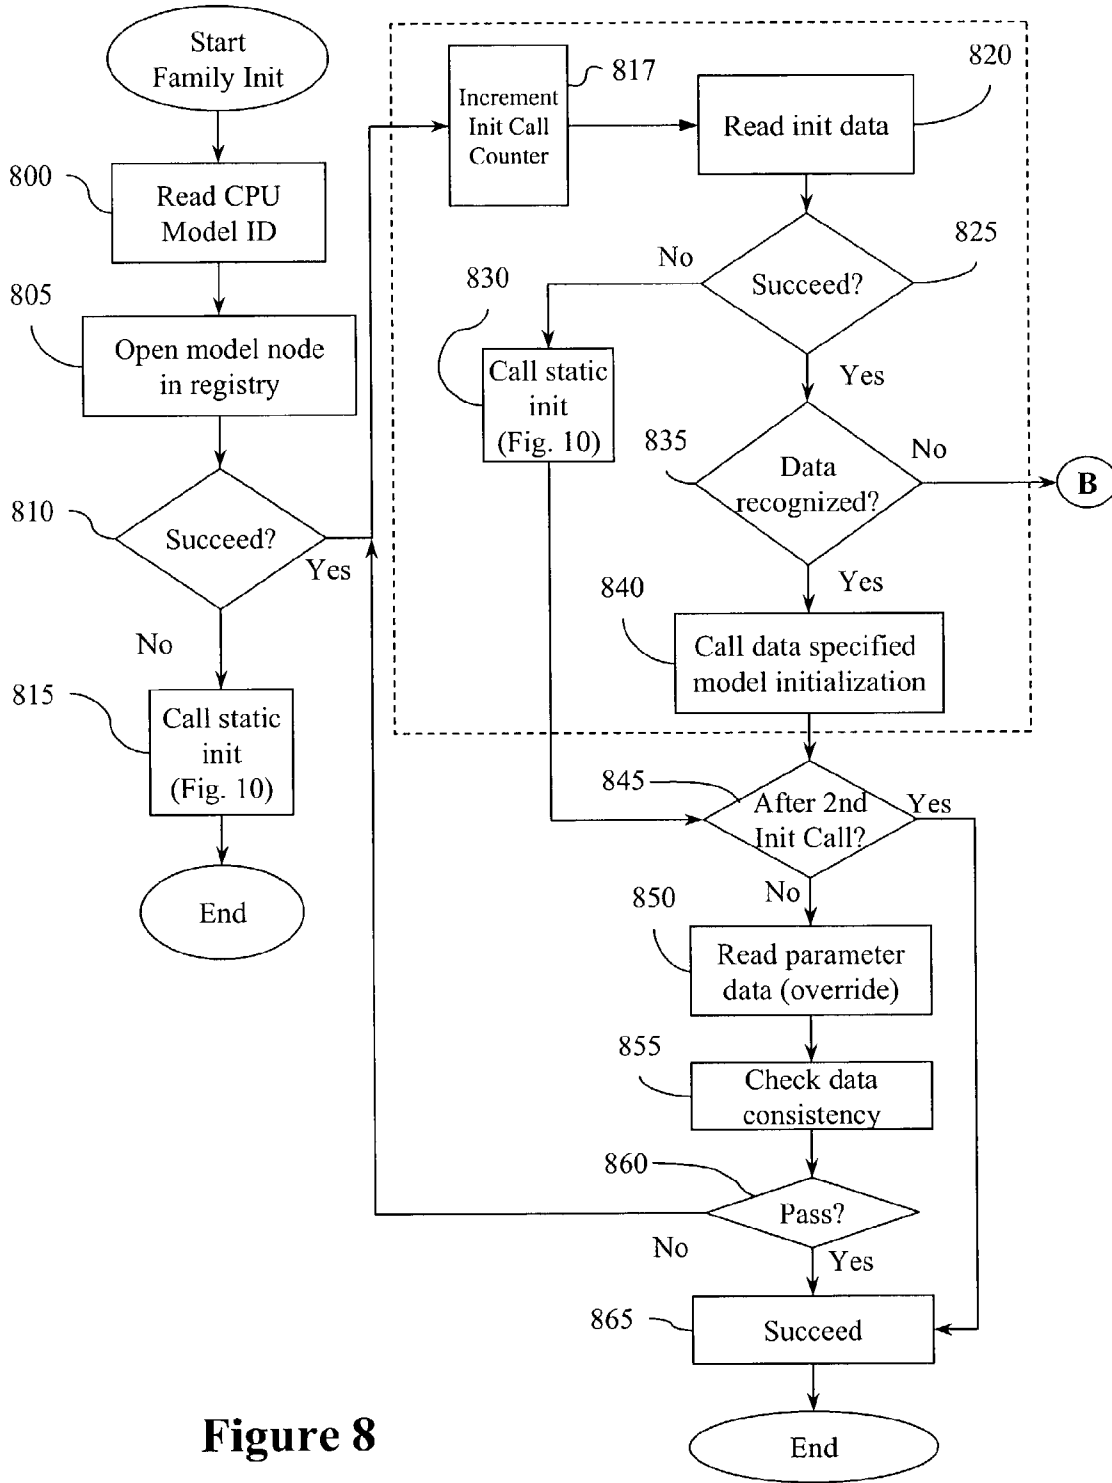 Start
Family Init
800
Read CPU
Model ID
805
Open model node
in registry
810
Succeed?
Yes
No
815
Call static
init
(Fig. 10)
End
817
Increment
Init Call
Counter
820
Read init data
825
Succeed?
No
Yes
830
Call static
init
(Fig. 10)
835
Data
recognized?
No
B
Yes
840
Call data specified
model initialization
845
After 2nd
Init Call?
Yes
No
850
Read parameter
data (override)
855
Check data
consistency
860
Pass?
No
Yes
865
Succeed
End
Figure 8